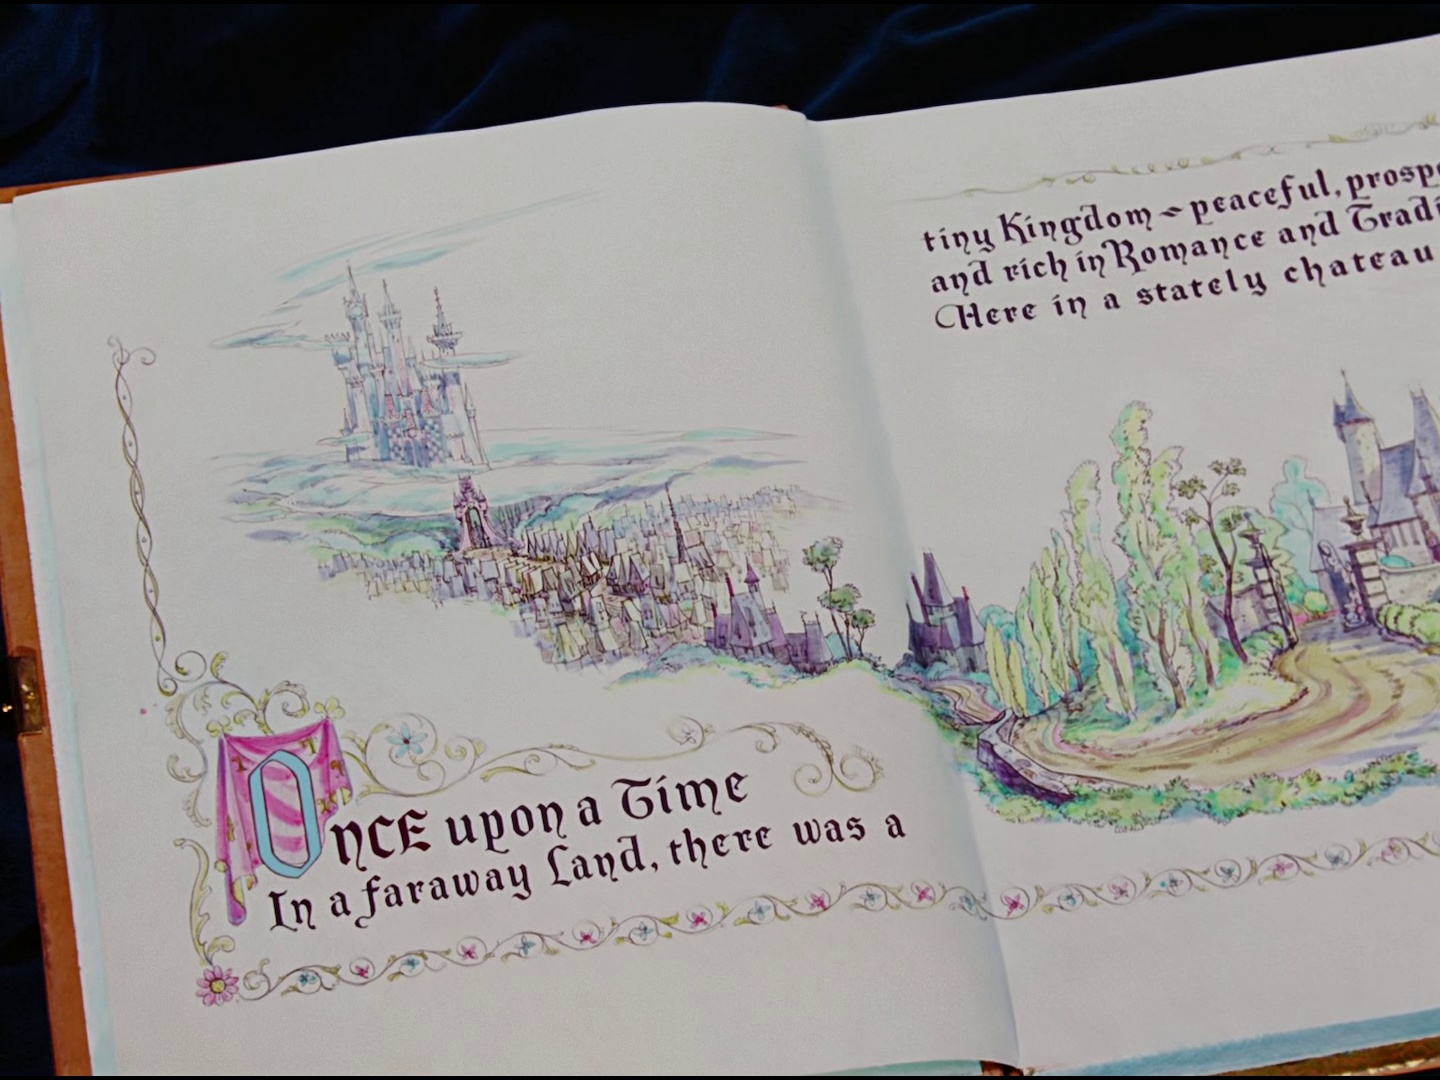 ONCE upon a Time
In a faraway Land, there was a
tiny Kingdom ~ peaceful,
and rich in Romance and
Here in a stately chateau